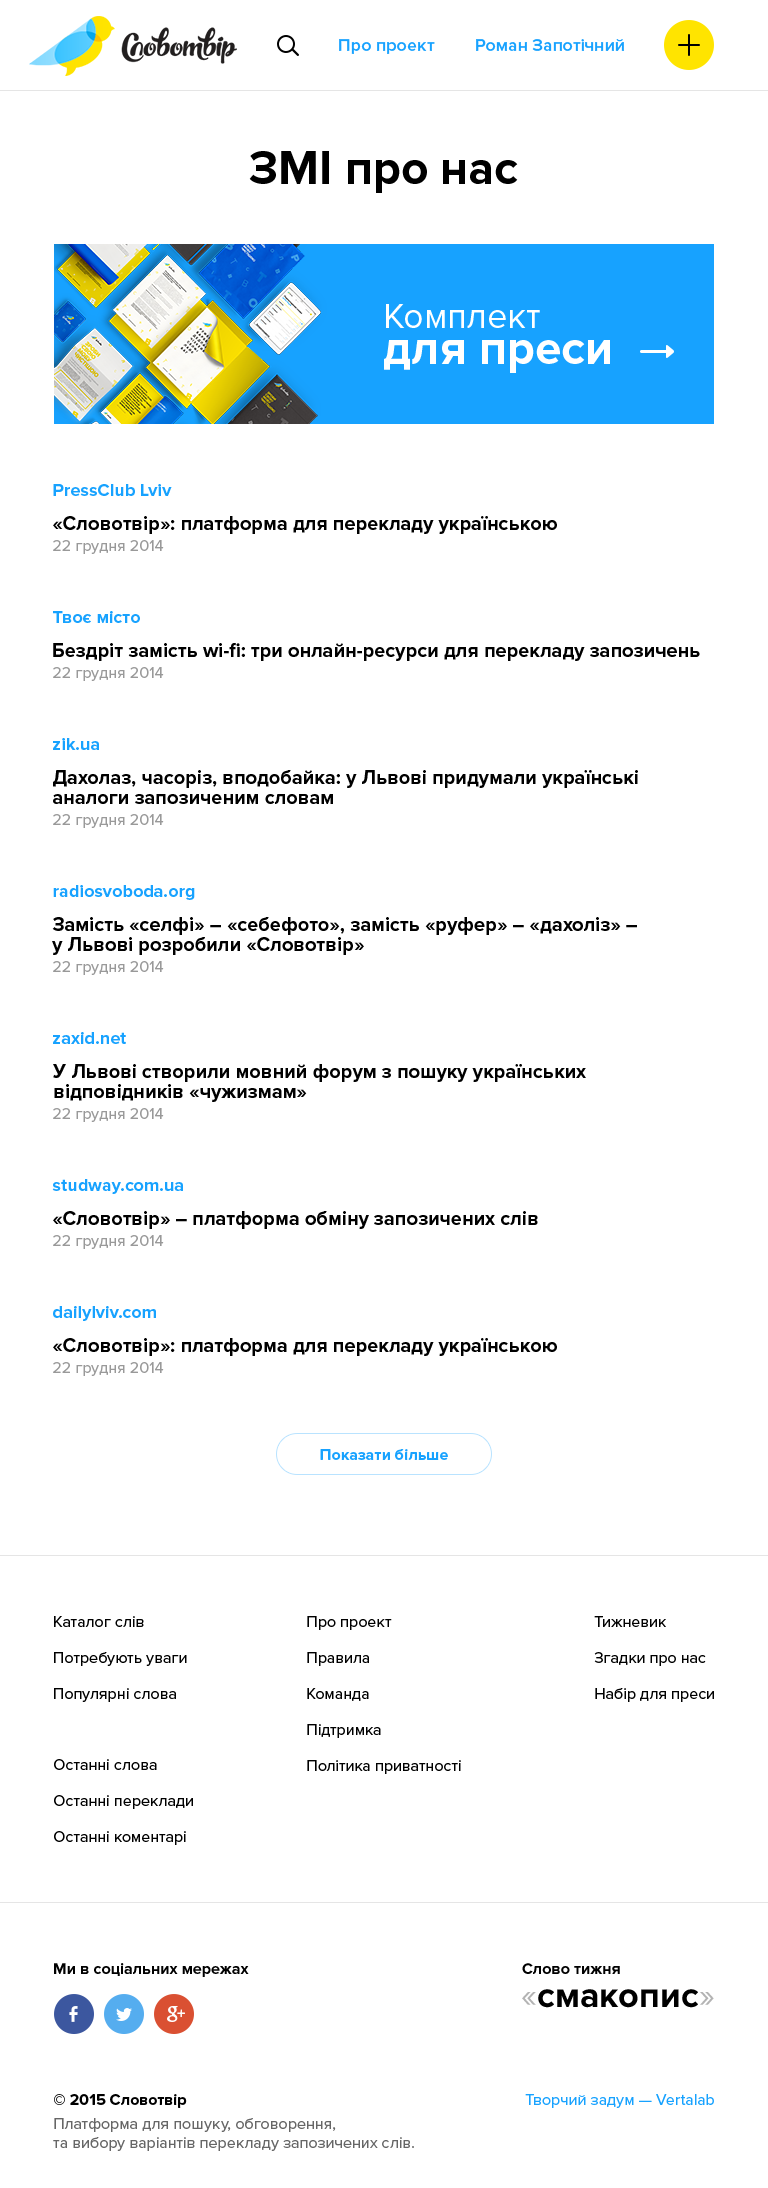 Словотвір
Про проект
Роман Запотічний
ЗМІ про нас
Комплект
для преси
PressClub Lviv
«Словотвір»: платформа для перекладу українською
22 грудня 2014
Твоє місто
Бездріт замість wi-fi: три онлайн-ресурси для перекладу запозичень
22 грудня 2014
zik.ua
Дахолаз, часоріз, вподобайка: у Львові придумали українські
аналоги запозиченим словам
22 грудня 2014
radiosvoboda.org
Замість «селфі» – «себефото», замість «руфер» – «дахоліз» –
у Львові розробили «Словотвір»
22 грудня 2014
zaxid.net
У Львові створили мовний форум з пошуку українських
відповідників «чужизмам»
22 грудня 2014
studway.com.ua
«Словотвір» – платформа обміну запозичених слів
22 грудня 2014
dailylviv.com
«Словотвір»: платформа для перекладу українською
22 грудня 2014
Показати більше
Каталог слів
Потребують уваги
Популярні слова
Останні слова
Останні переклади
Останні коментарі
Про проект
Правила
Команда
Підтримка
Політика приватності
Тижневик
Згадки про нас
Набір для преси
Ми в соціальних мережах
Слово тижня
«смакопис»
© 2015 Словотвір
Творчий задум — Vertalab
Платформа для пошуку, обговорення,
та вибору варіантів перекладу запозичених слів.